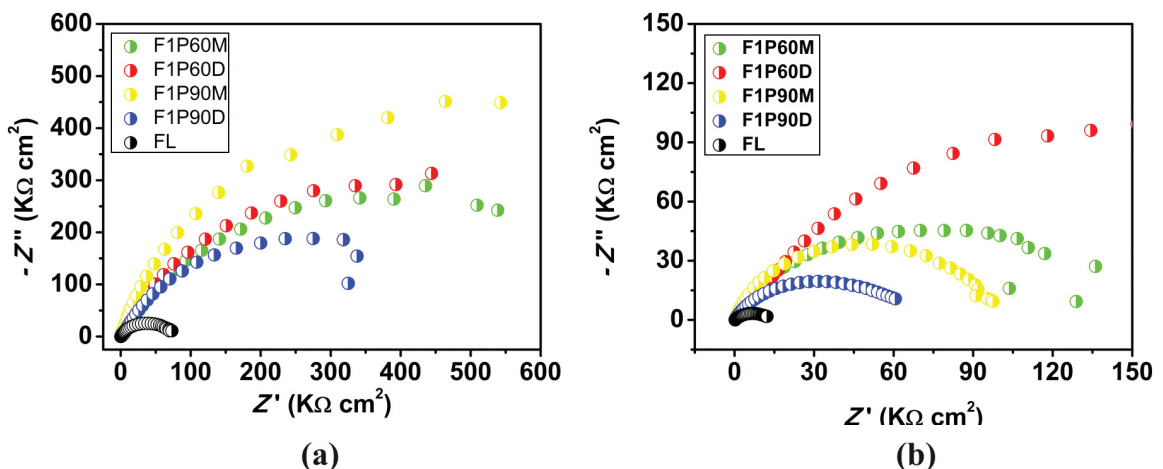 600
500
400
300
200
100
0
- Z'' (KΩ cm²)
F1P60M
F1P60D
F1P90M
F1P90D
FL
0 100 200 300 400 500 600
Z' (KΩ cm²)
(a)
150
120
90
60
30
0
- Z'' (KΩ cm²)
F1P60M
F1P60D
F1P90M
F1P90D
FL
0 30 60 90 120 150
Z' (KΩ cm²)
(b)